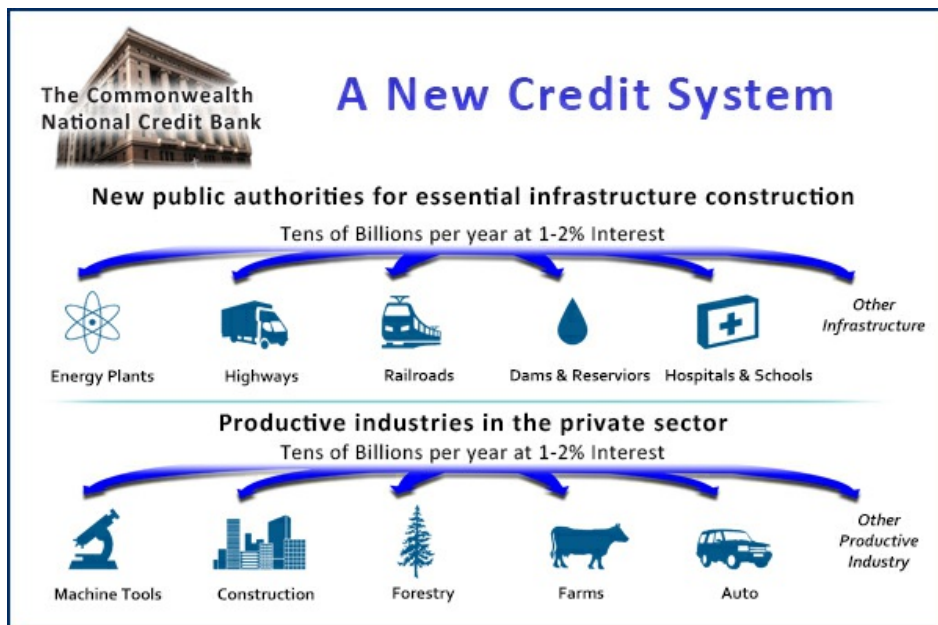 The Commonwealth
National Credit Bank
A New Credit System
New public authorities for essential infrastructure construction
Tens of Billions per year at 1-2% Interest
Energy Plants
Highways
Railroads
Dams & Reserviors
Hospitals & Schools
Other
Infrastructure
Productive industries in the private sector
Tens of Billions per year at 1-2% Interest
Machine Tools
Construction
Forestry
Farms
Auto
Other
Productive
Industry